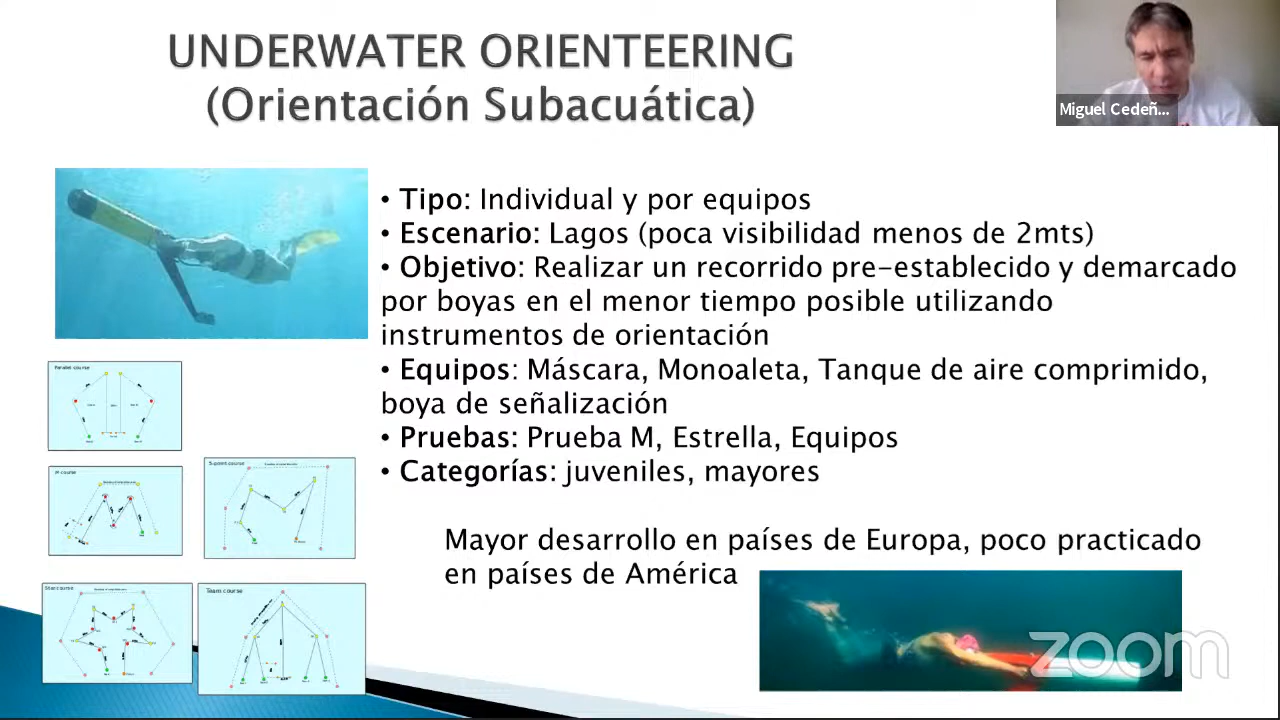 UNDERWATER ORIENTEERING
(Orientación Subacuática)
Miguel Cedeñ...
• Tipo: Individual y por equipos
• Escenario: Lagos (poca visibilidad menos de 2mts)
• Objetivo: Realizar un recorrido pre-establecido y demarcado
por boyas en el menor tiempo posible utilizando
instrumentos de orientación
• Equipos: Máscara, Monoaleta, Tanque de aire comprimido,
boya de señalización
• Pruebas: Prueba M, Estrella, Equipos
• Categorías: juveniles, mayores
Mayor desarrollo en países de Europa, poco practicado
en países de América
Parallel course
M course
5-point course
Star course
Team course
zoom